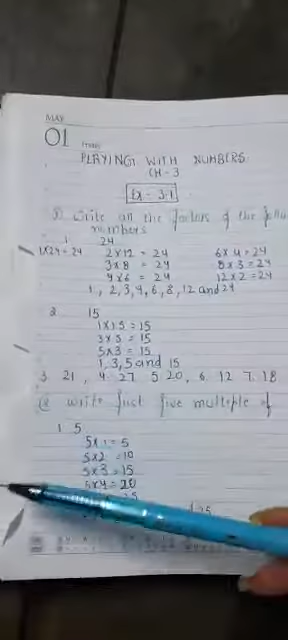 MAY
01
PLAYING WITH NUMBERS
CH-3
Ex - 3.1
1) Write all the factors of the
numbers
1 24
1x24=24 2x12 = 24 6x4=24
3x8 = 24 8x3=24
4x6 = 24 12x2=24
1, 2, 3, 4, 6, 8, 12 and 24
2. 15
1x15=15
3x5=15
5x3=15
1, 3, 5 and 15
3. 21, 4. 27 5 20, 6. 12 7. 18
write first five multiple of
1 5
5x1=5
5x2=10
5x3=15
5x4=20